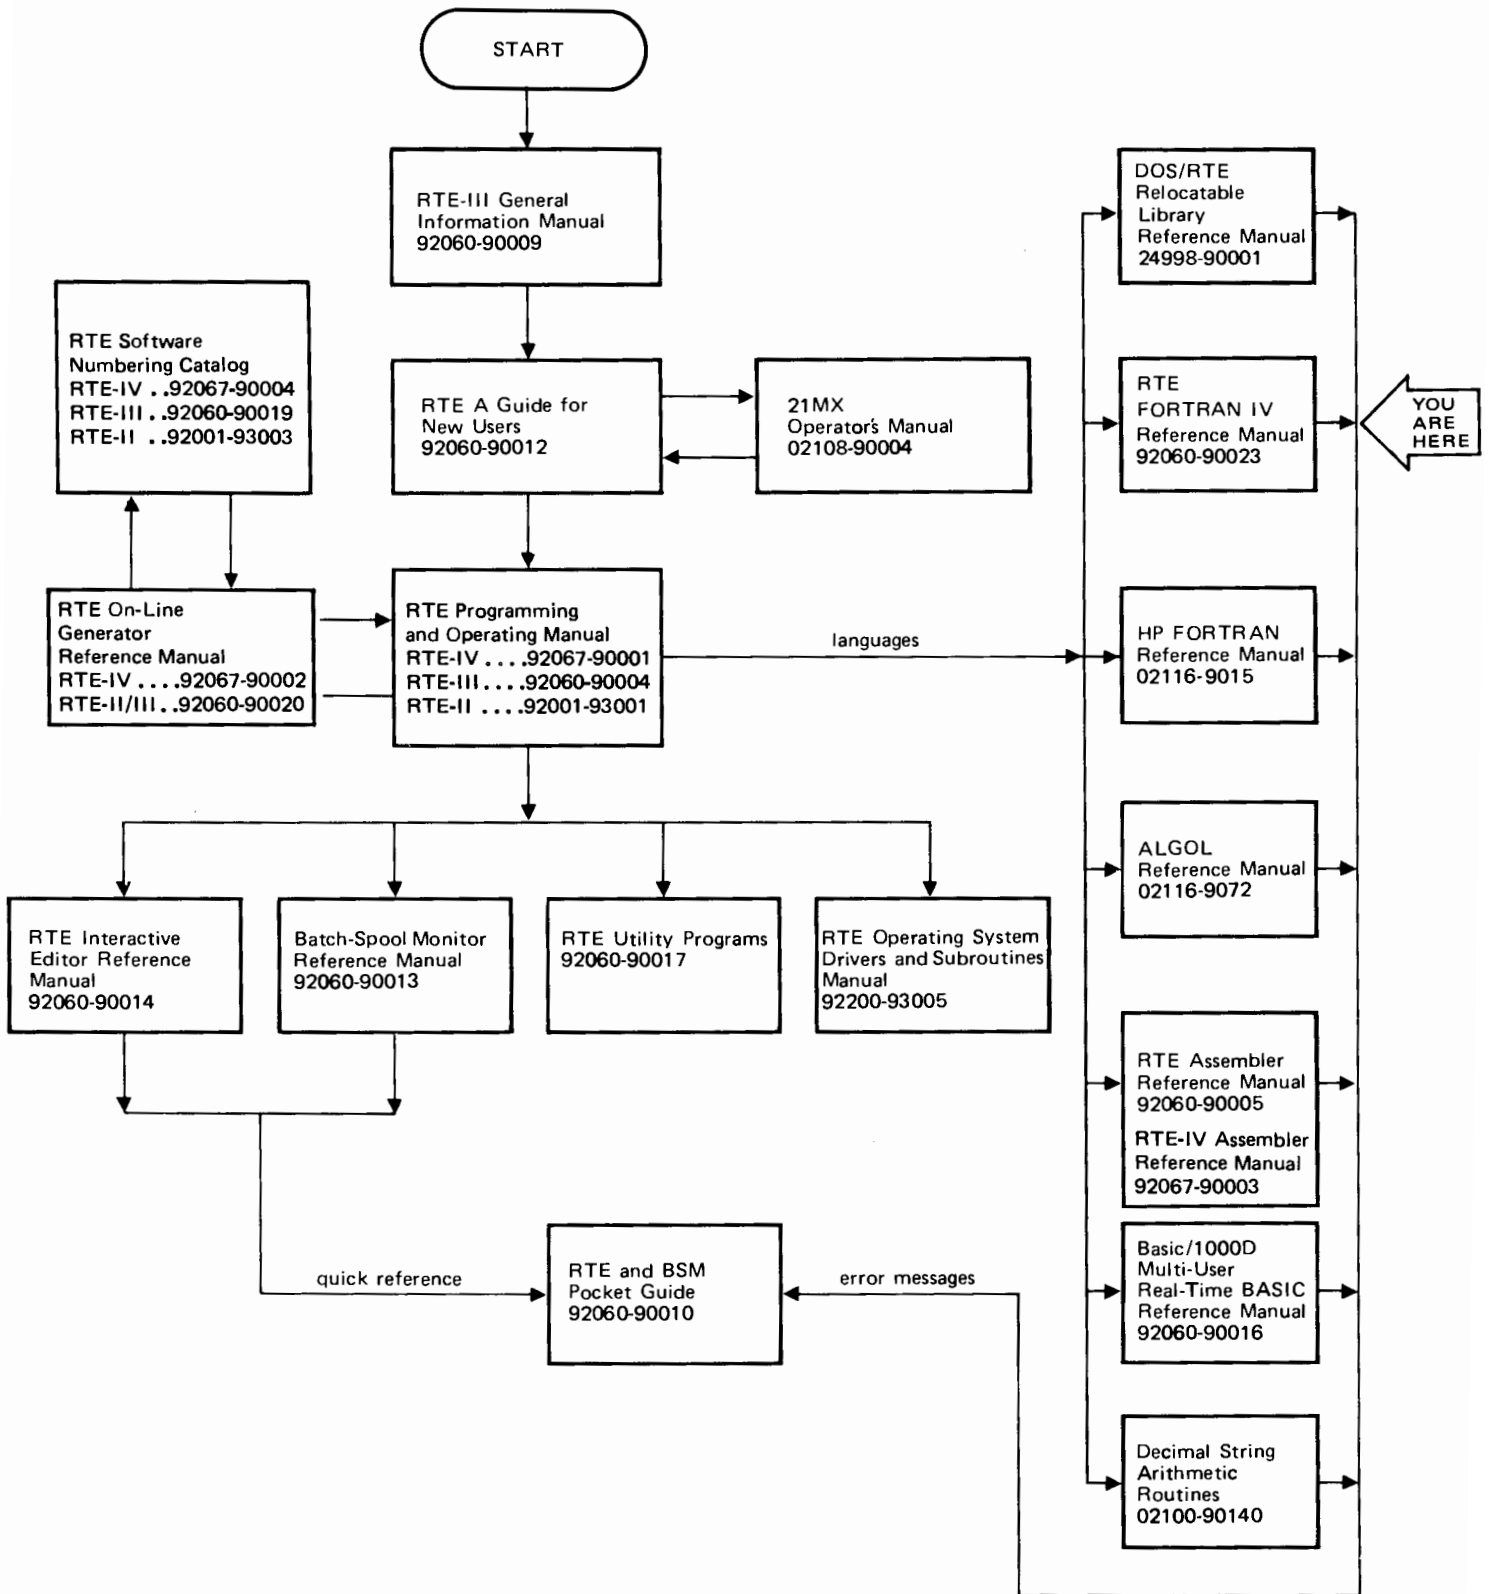 START
RTE-III General
Information Manual
92060-90009
RTE Software
Numbering Catalog
RTE-IV . .92067-90004
RTE-III . .92060-90019
RTE-II . .92001-93003
RTE A Guide for
New Users
92060-90012
21MX
Operator's Manual
02108-90004
RTE On-Line
Generator
Reference Manual
RTE-IV . . . .92067-90002
RTE-II/III. .92060-90020
RTE Programming
and Operating Manual
RTE-IV . . . .92067-90001
RTE-III. . . .92060-90004
RTE-II . . . .92001-93001
languages
RTE Interactive
Editor Reference
Manual
92060-90014
Batch-Spool Monitor
Reference Manual
92060-90013
RTE Utility Programs
92060-90017
RTE Operating System
Drivers and Subroutines
Manual
92200-93005
quick reference
RTE and BSM
Pocket Guide
92060-90010
error messages
DOS/RTE
Relocatable
Library
Reference Manual
24998-90001
RTE
FORTRAN IV
Reference Manual
92060-90023
YOU
ARE
HERE
HP FORTRAN
Reference Manual
02116-9015
ALGOL
Reference Manual
02116-9072
RTE Assembler
Reference Manual
92060-90005
RTE-IV Assembler
Reference Manual
92067-90003
Basic/1000D
Multi-User
Real-Time BASIC
Reference Manual
92060-90016
Decimal String
Arithmetic
Routines
02100-90140